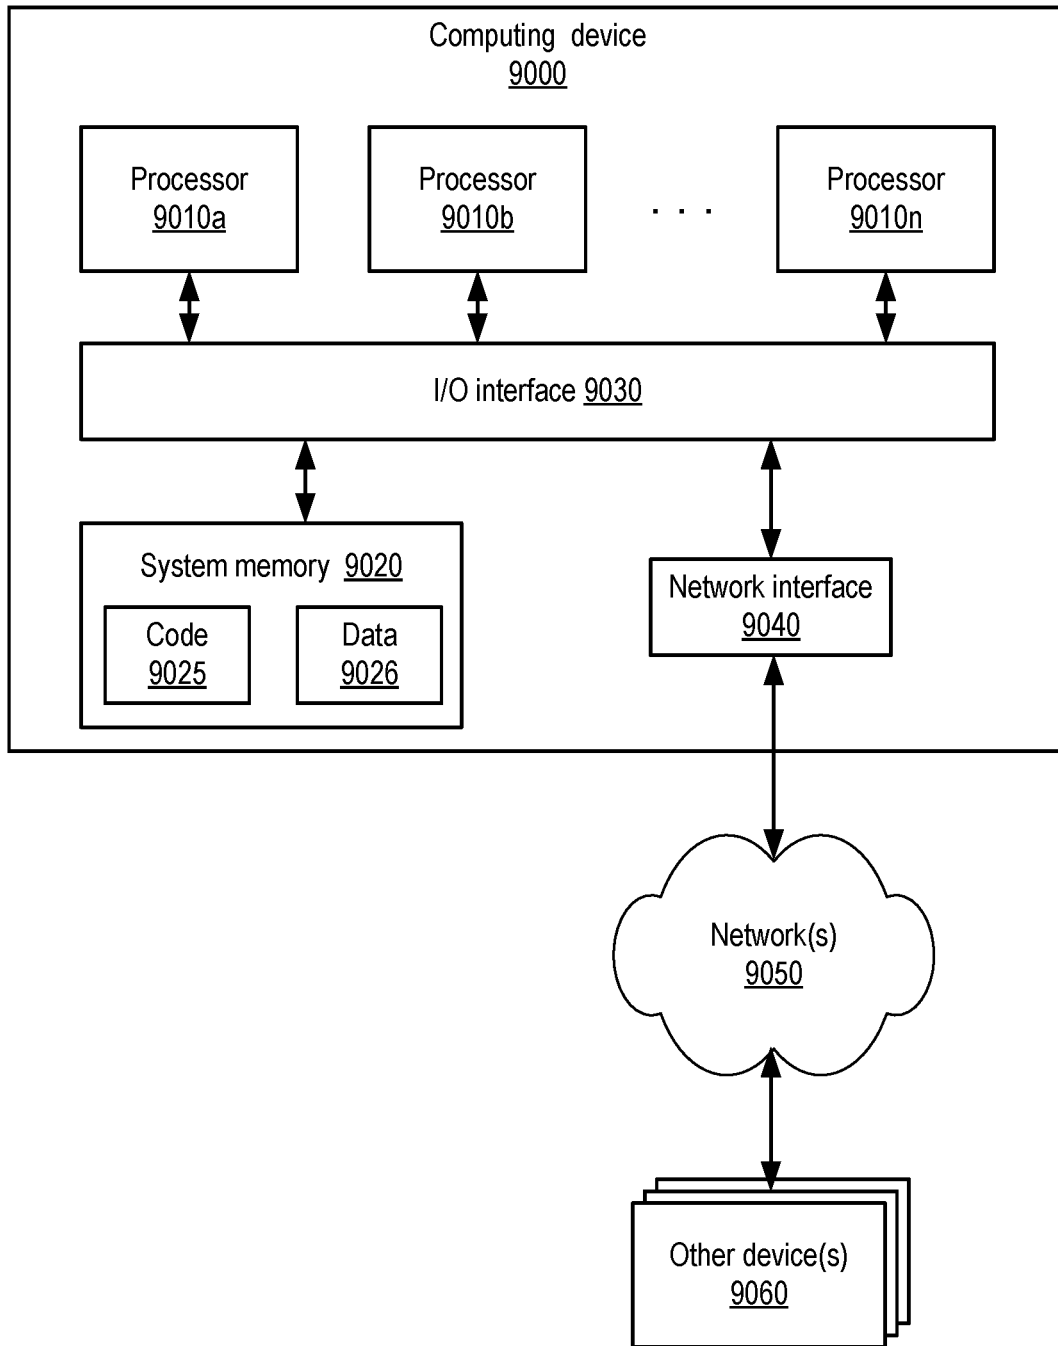 Computing device
9000
Processor
9010a
Processor
9010b
. . .
Processor
9010n
I/O interface 9030
System memory 9020
Code
9025
Data
9026
Network interface
9040
Network(s)
9050
Other device(s)
9060